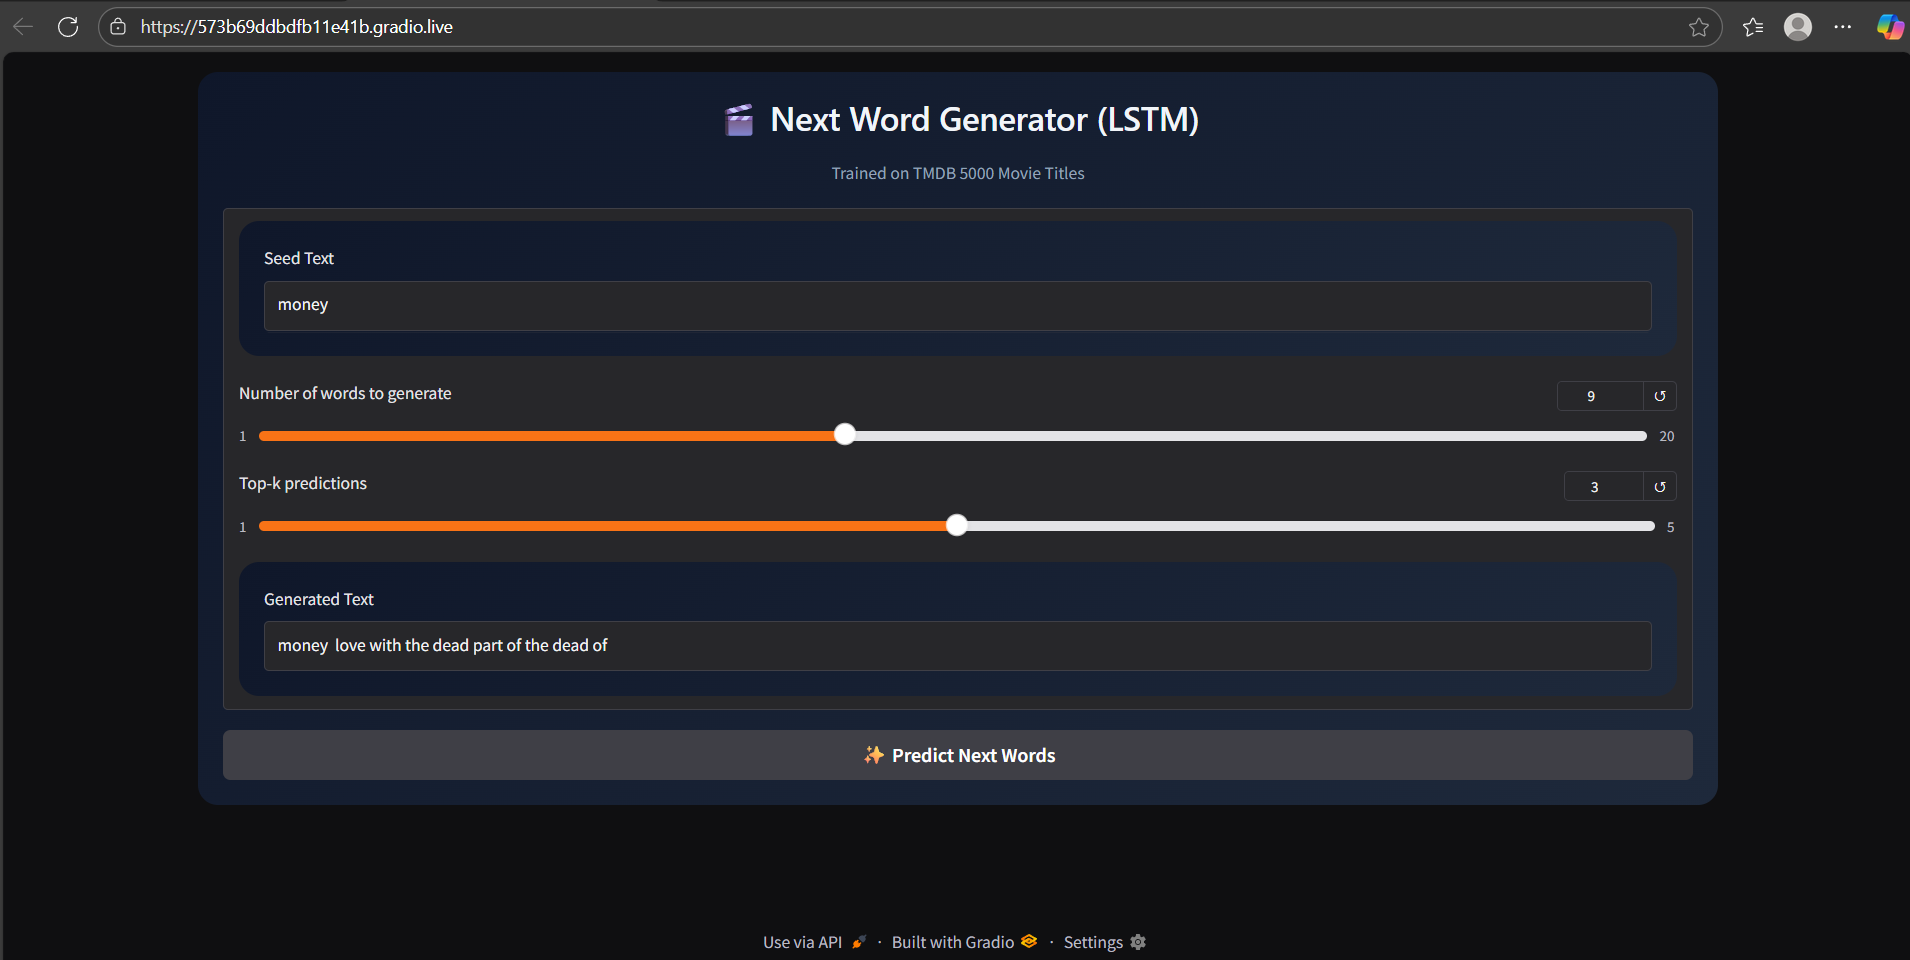 https://573b69ddbdfb11e41b.gradio.live
Next Word Generator (LSTM)
Trained on TMDB 5000 Movie Titles
Seed Text
money
Number of words to generate
9
1
20
Top-k predictions
3
1
5
Generated Text
money  love with the dead part of the dead of
Predict Next Words
Use via API · Built with Gradio · Settings